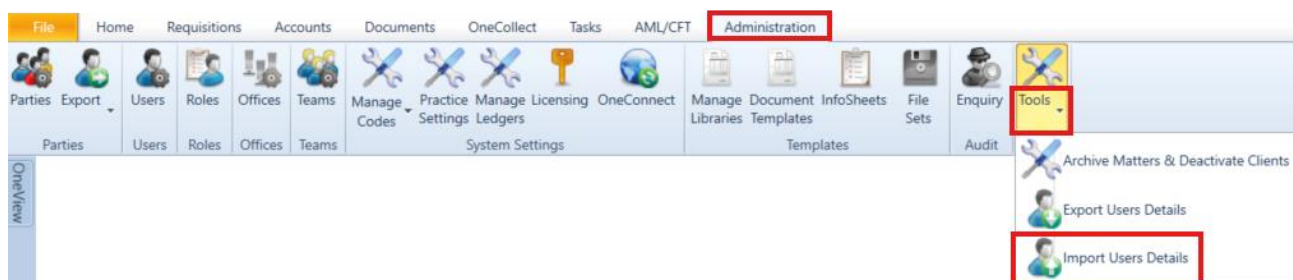 File Home Requisitions Accounts Documents OneCollect Tasks AML/CFT Administration
Parties Export Users Roles Offices Teams Manage Codes Practice Settings Manage Ledgers Licensing OneConnect Manage Libraries Document Templates InfoSheets File Sets Enquiry Tools
Parties Users Roles Offices Teams System Settings Templates Audit
OneView
Archive Matters & Deactivate Clients
Export Users Details
Import Users Details